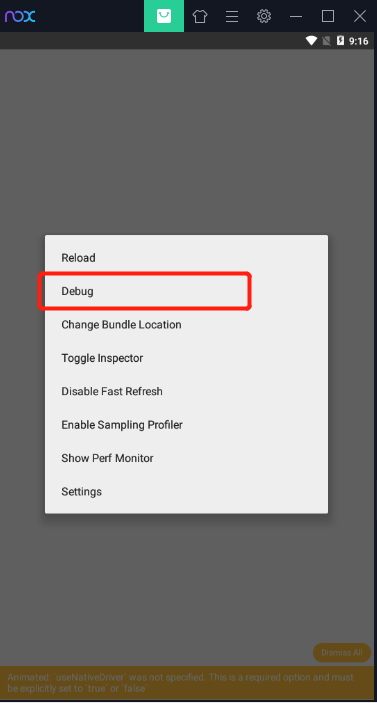 nox
9:16
Reload
Debug
Change Bundle Location
Toggle Inspector
Disable Fast Refresh
Enable Sampling Profiler
Show Perf Monitor
Settings
Dismiss All
Animated: `useNativeDriver` was not specified. This is a required option and must
be explicitly set to `true` or `false`